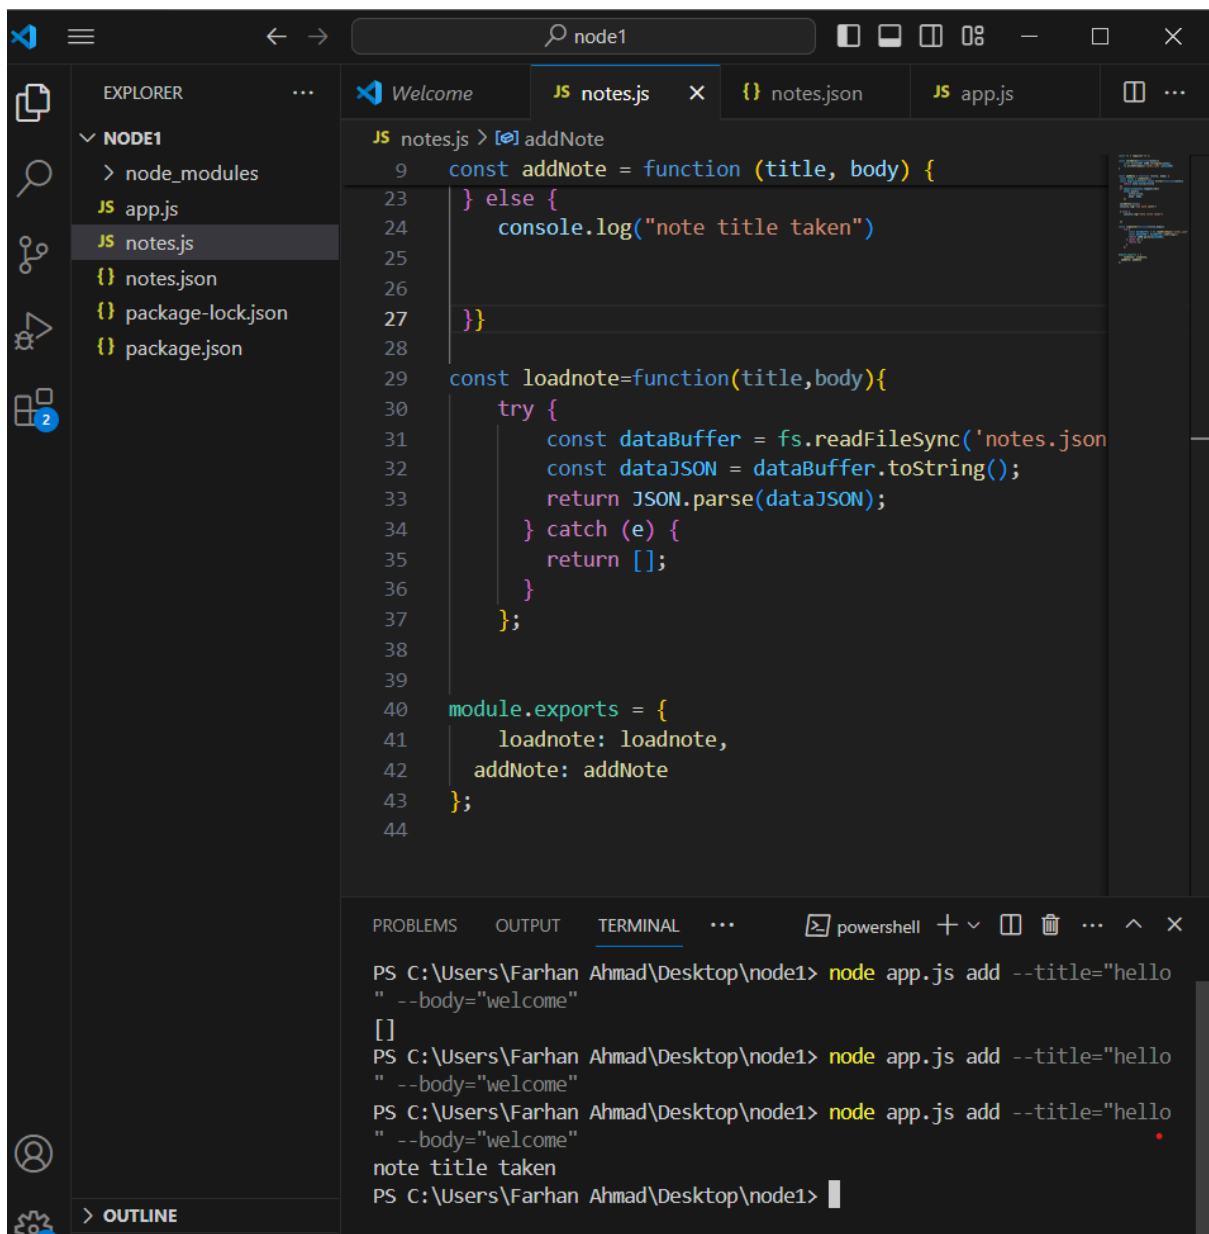 node1
EXPLORER
NODE1
node_modules
JS app.js
JS notes.js
{} notes.json
{} package-lock.json
{} package.json
2
OUTLINE
Welcome
JS notes.js
{} notes.json
JS app.js
JS notes.js > addNote
9 const addNote = function (title, body) {
23 } else {
24 console.log("note title taken")
25
26
27 }}
28
29 const loadnote=function(title,body){
30 try {
31 const dataBuffer = fs.readFileSync('notes.json
32 const dataJSON = dataBuffer.toString();
33 return JSON.parse(dataJSON);
34 } catch (e) {
35 return [];
36 }
37 };
38
39
40 module.exports = {
41 loadnote: loadnote,
42 addNote: addNote
43 };
44
PROBLEMS OUTPUT TERMINAL powershell
PS C:\Users\Farhan Ahmad\Desktop\node1> node app.js add --title="hello
" --body="welcome"
[]
PS C:\Users\Farhan Ahmad\Desktop\node1> node app.js add --title="hello
" --body="welcome"
PS C:\Users\Farhan Ahmad\Desktop\node1> node app.js add --title="hello
" --body="welcome"
note title taken
PS C:\Users\Farhan Ahmad\Desktop\node1>